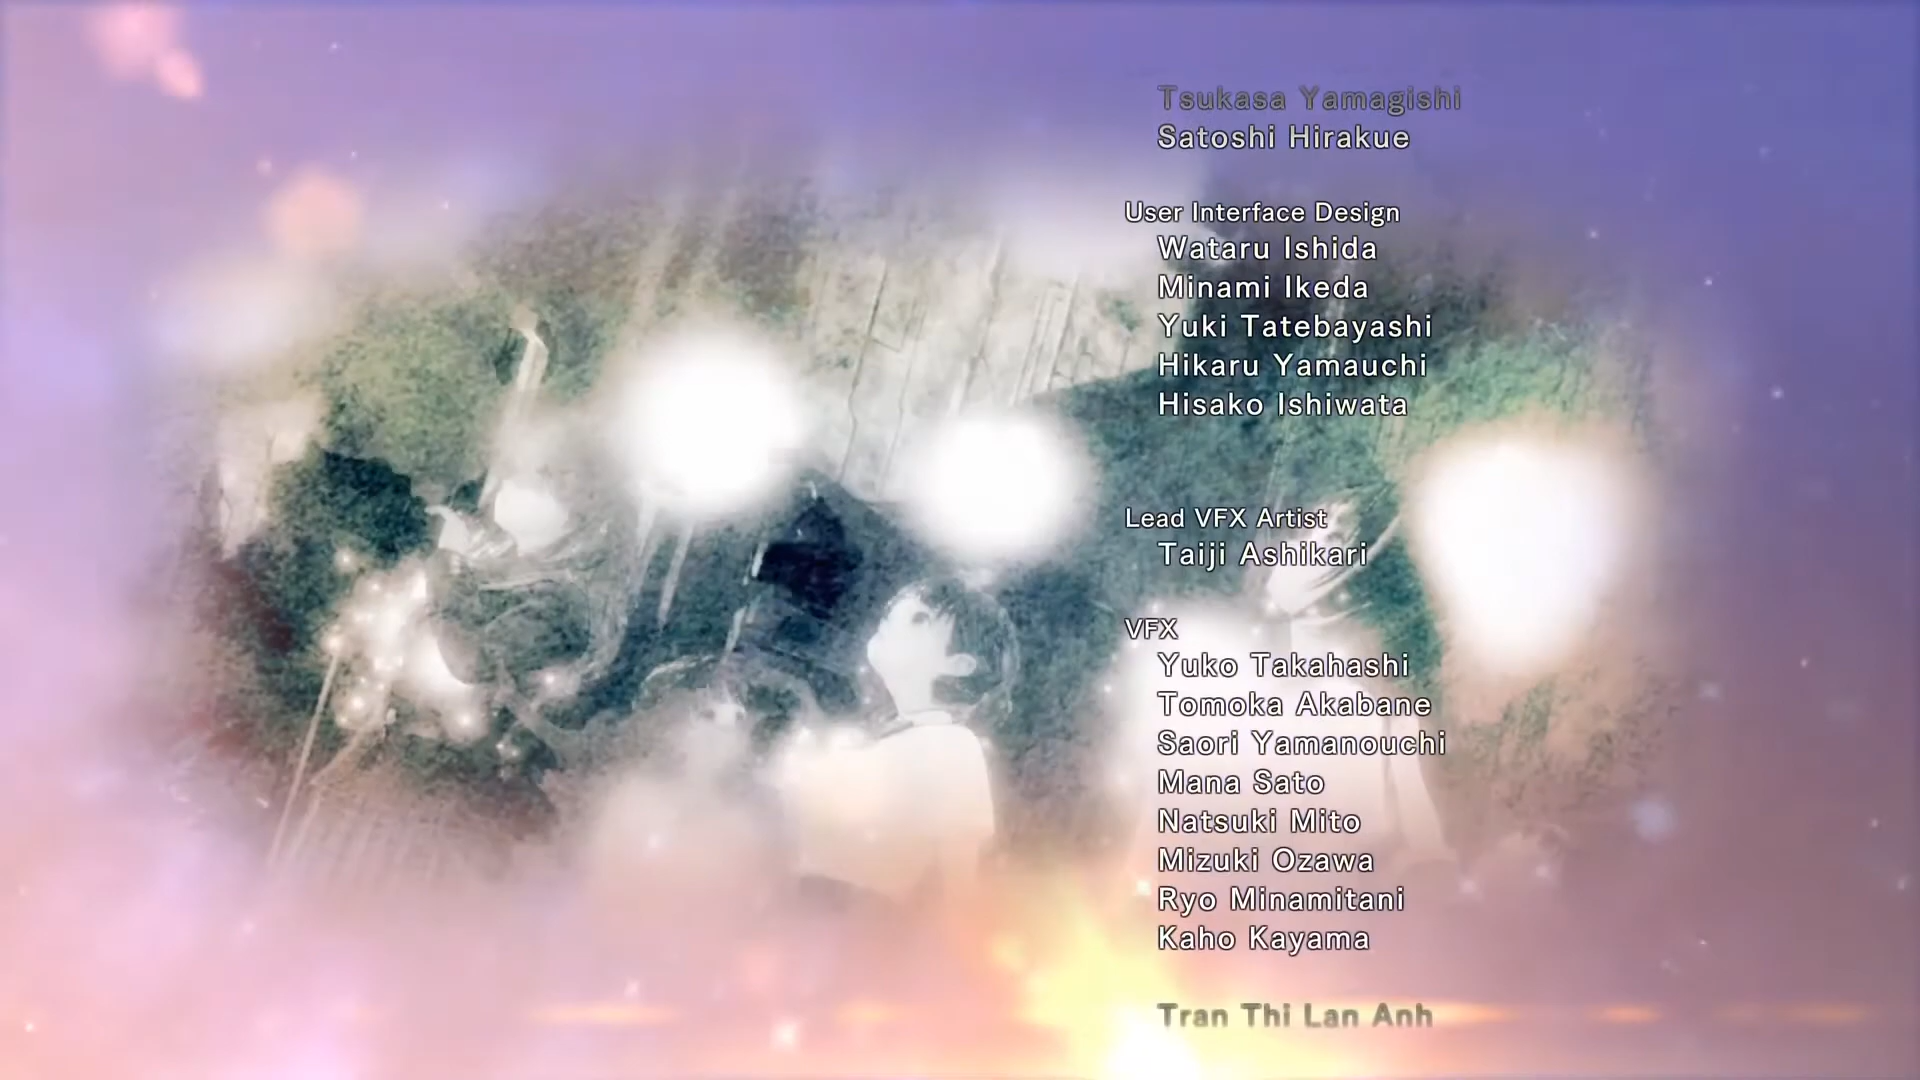 Tsukasa Yamagishi
Satoshi Hirakue
User Interface Design
Wataru Ishida
Minami Ikeda
Yuki Tatebayashi
Hikaru Yamauchi
Hisako Ishiwata
Lead VFX Artist
Taiji Ashikari
VFX
Yuko Takahashi
Tomoka Akabane
Saori Yamanouchi
Mana Sato
Natsuki Mito
Mizuki Ozawa
Ryo Minamitani
Kaho Kayama
Tran Thi Lan Anh